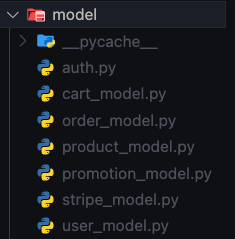 model
__pycache__
auth.py
cart_model.py
order_model.py
product_model.py
promotion_model.py
stripe_model.py
user_model.py